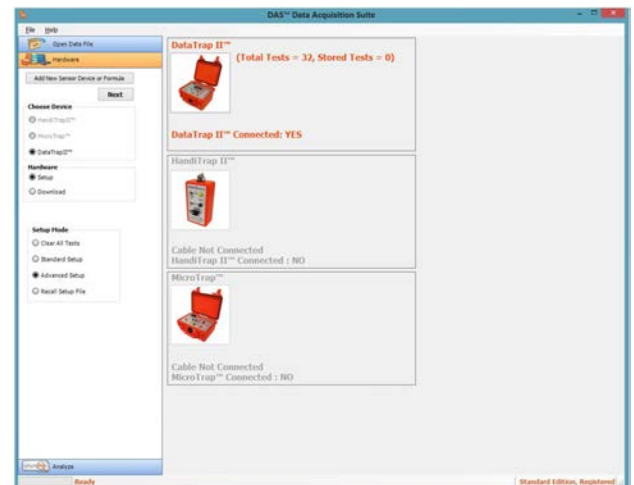 DAS™ Data Acquisition Suite
File Help
Open Data File
Hardware
Add New Sensor Device or Formula
Next
Choose Device
HandiTrapII™
MicroTrap™
DataTrapII™
Hardware
Setup
Download
Setup Mode
Clear All Tests
Standard Setup
Advanced Setup
Recall Setup File
Analyze
DataTrap II™
(Total Tests = 32, Stored Tests = 0)
DataTrap II™ Connected: YES
HandiTrap II™
Cable Not Connected
HandiTrap II™ Connected : NO
MicroTrap™
Cable Not Connected
MicroTrap™ Connected : NO
Ready
Standard Edition, Registered